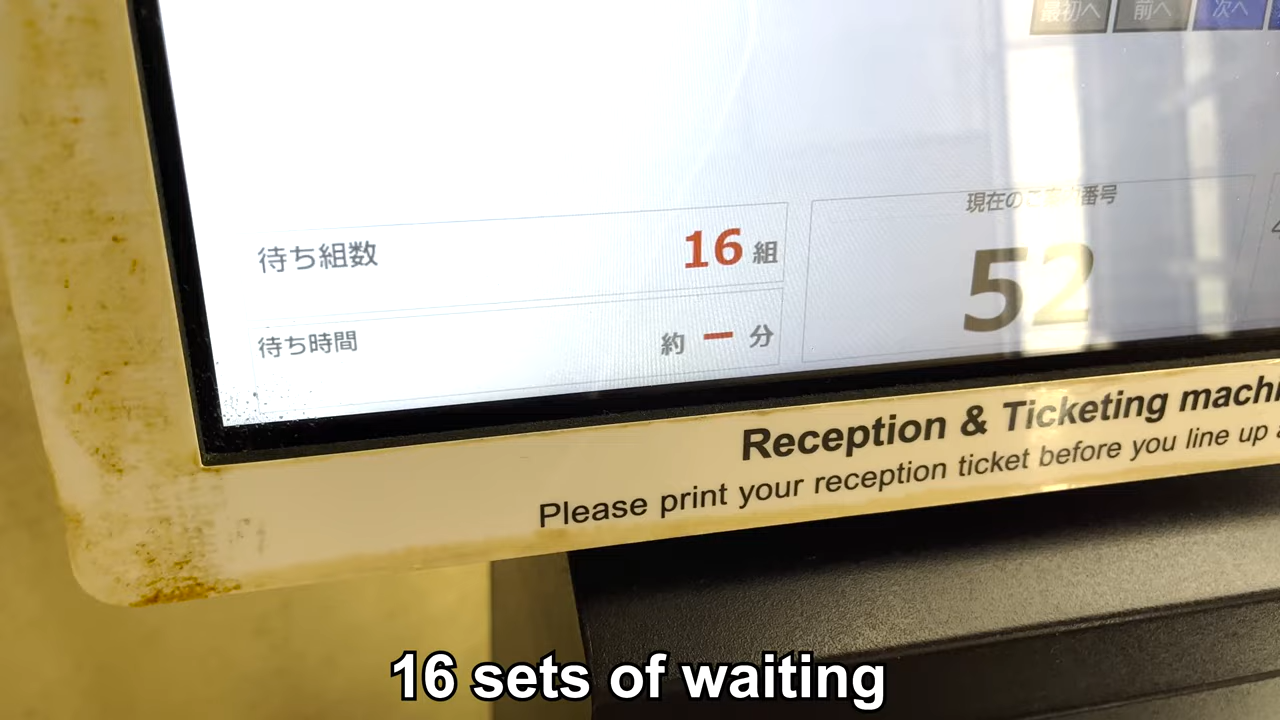 最初へ 前へ 次へ
待ち組数 16 組
待ち時間 約 ー 分
現在のご 番号
52
Reception & Ticketing
Please print your reception ticket before you line up
16 sets of waiting